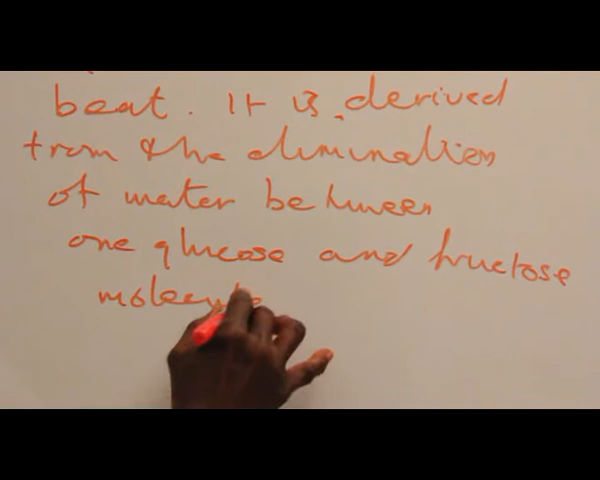 beat. It is derived
from the elimination
of water between
one glucose and fructose
molecule